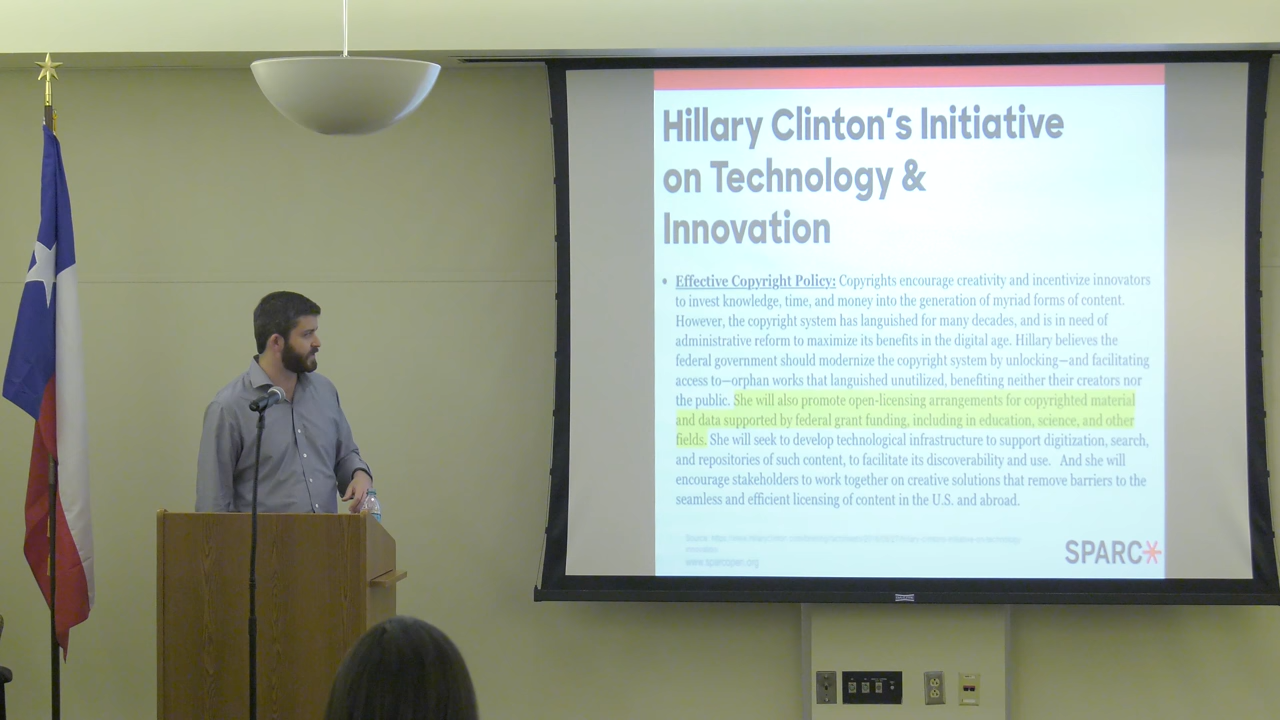 Hillary Clinton's Initiative
on Technology &
Innovation
• Effective Copyright Policy: Copyrights encourage creativity and incentivize innovators
to invest knowledge, time, and money into the generation of myriad forms of content.
However, the copyright system has languished for many decades, and is in need of
administrative reform to maximize its benefits in the digital age. Hillary believes the
federal government should modernize the copyright system by unlocking—and facilitating
access to—orphan works that languished unutilized, benefiting neither their creators nor
the public. She will also promote open-licensing arrangements for copyrighted material
and data supported by federal grant funding, including in education, science, and other
fields. She will seek to develop technological infrastructure to support digitization, search,
and repositories of such content, to facilitate its discoverability and use. And she will
encourage stakeholders to work together on creative solutions that remove barriers to the
seamless and efficient licensing of content in the U.S. and abroad.
www.sparcopen.org
SPARC*